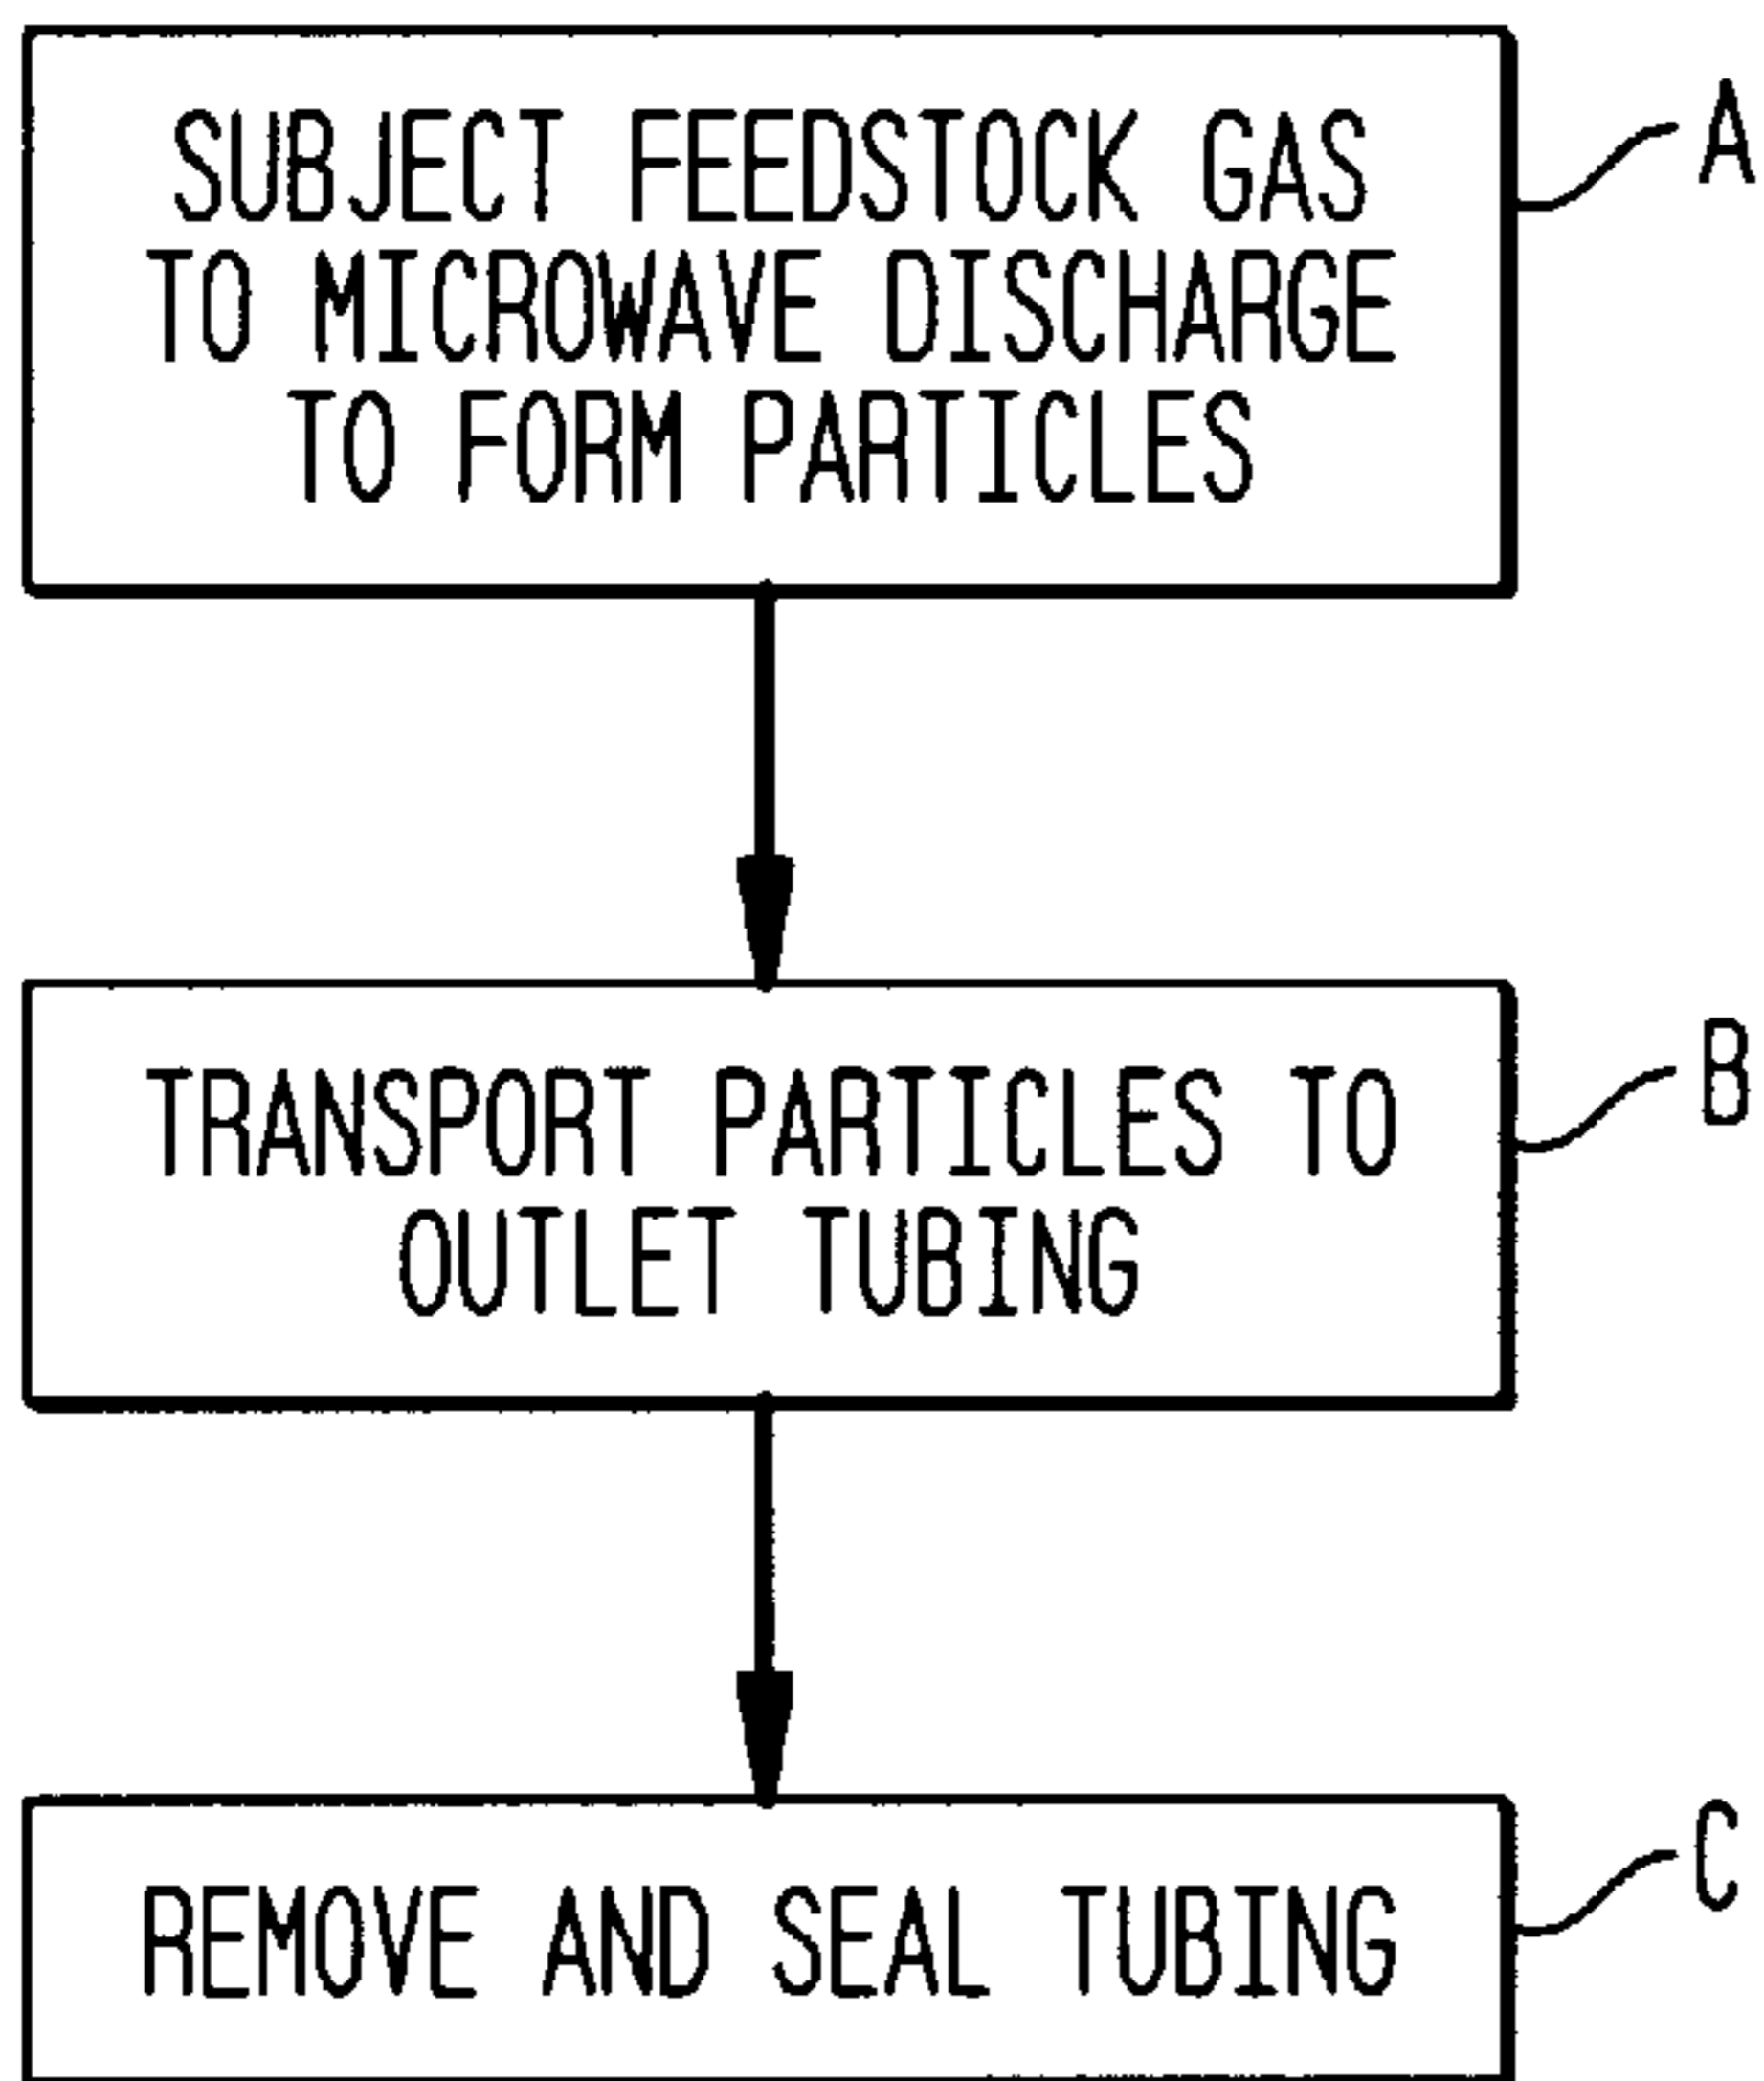 SUBJECT FEEDSTOCK GAS
TO MICROWAVE DISCHARGE
TO FORM PARTICLES
A
TRANSPORT PARTICLES TO
OUTLET TUBING
B
REMOVE AND SEAL TUBING
C